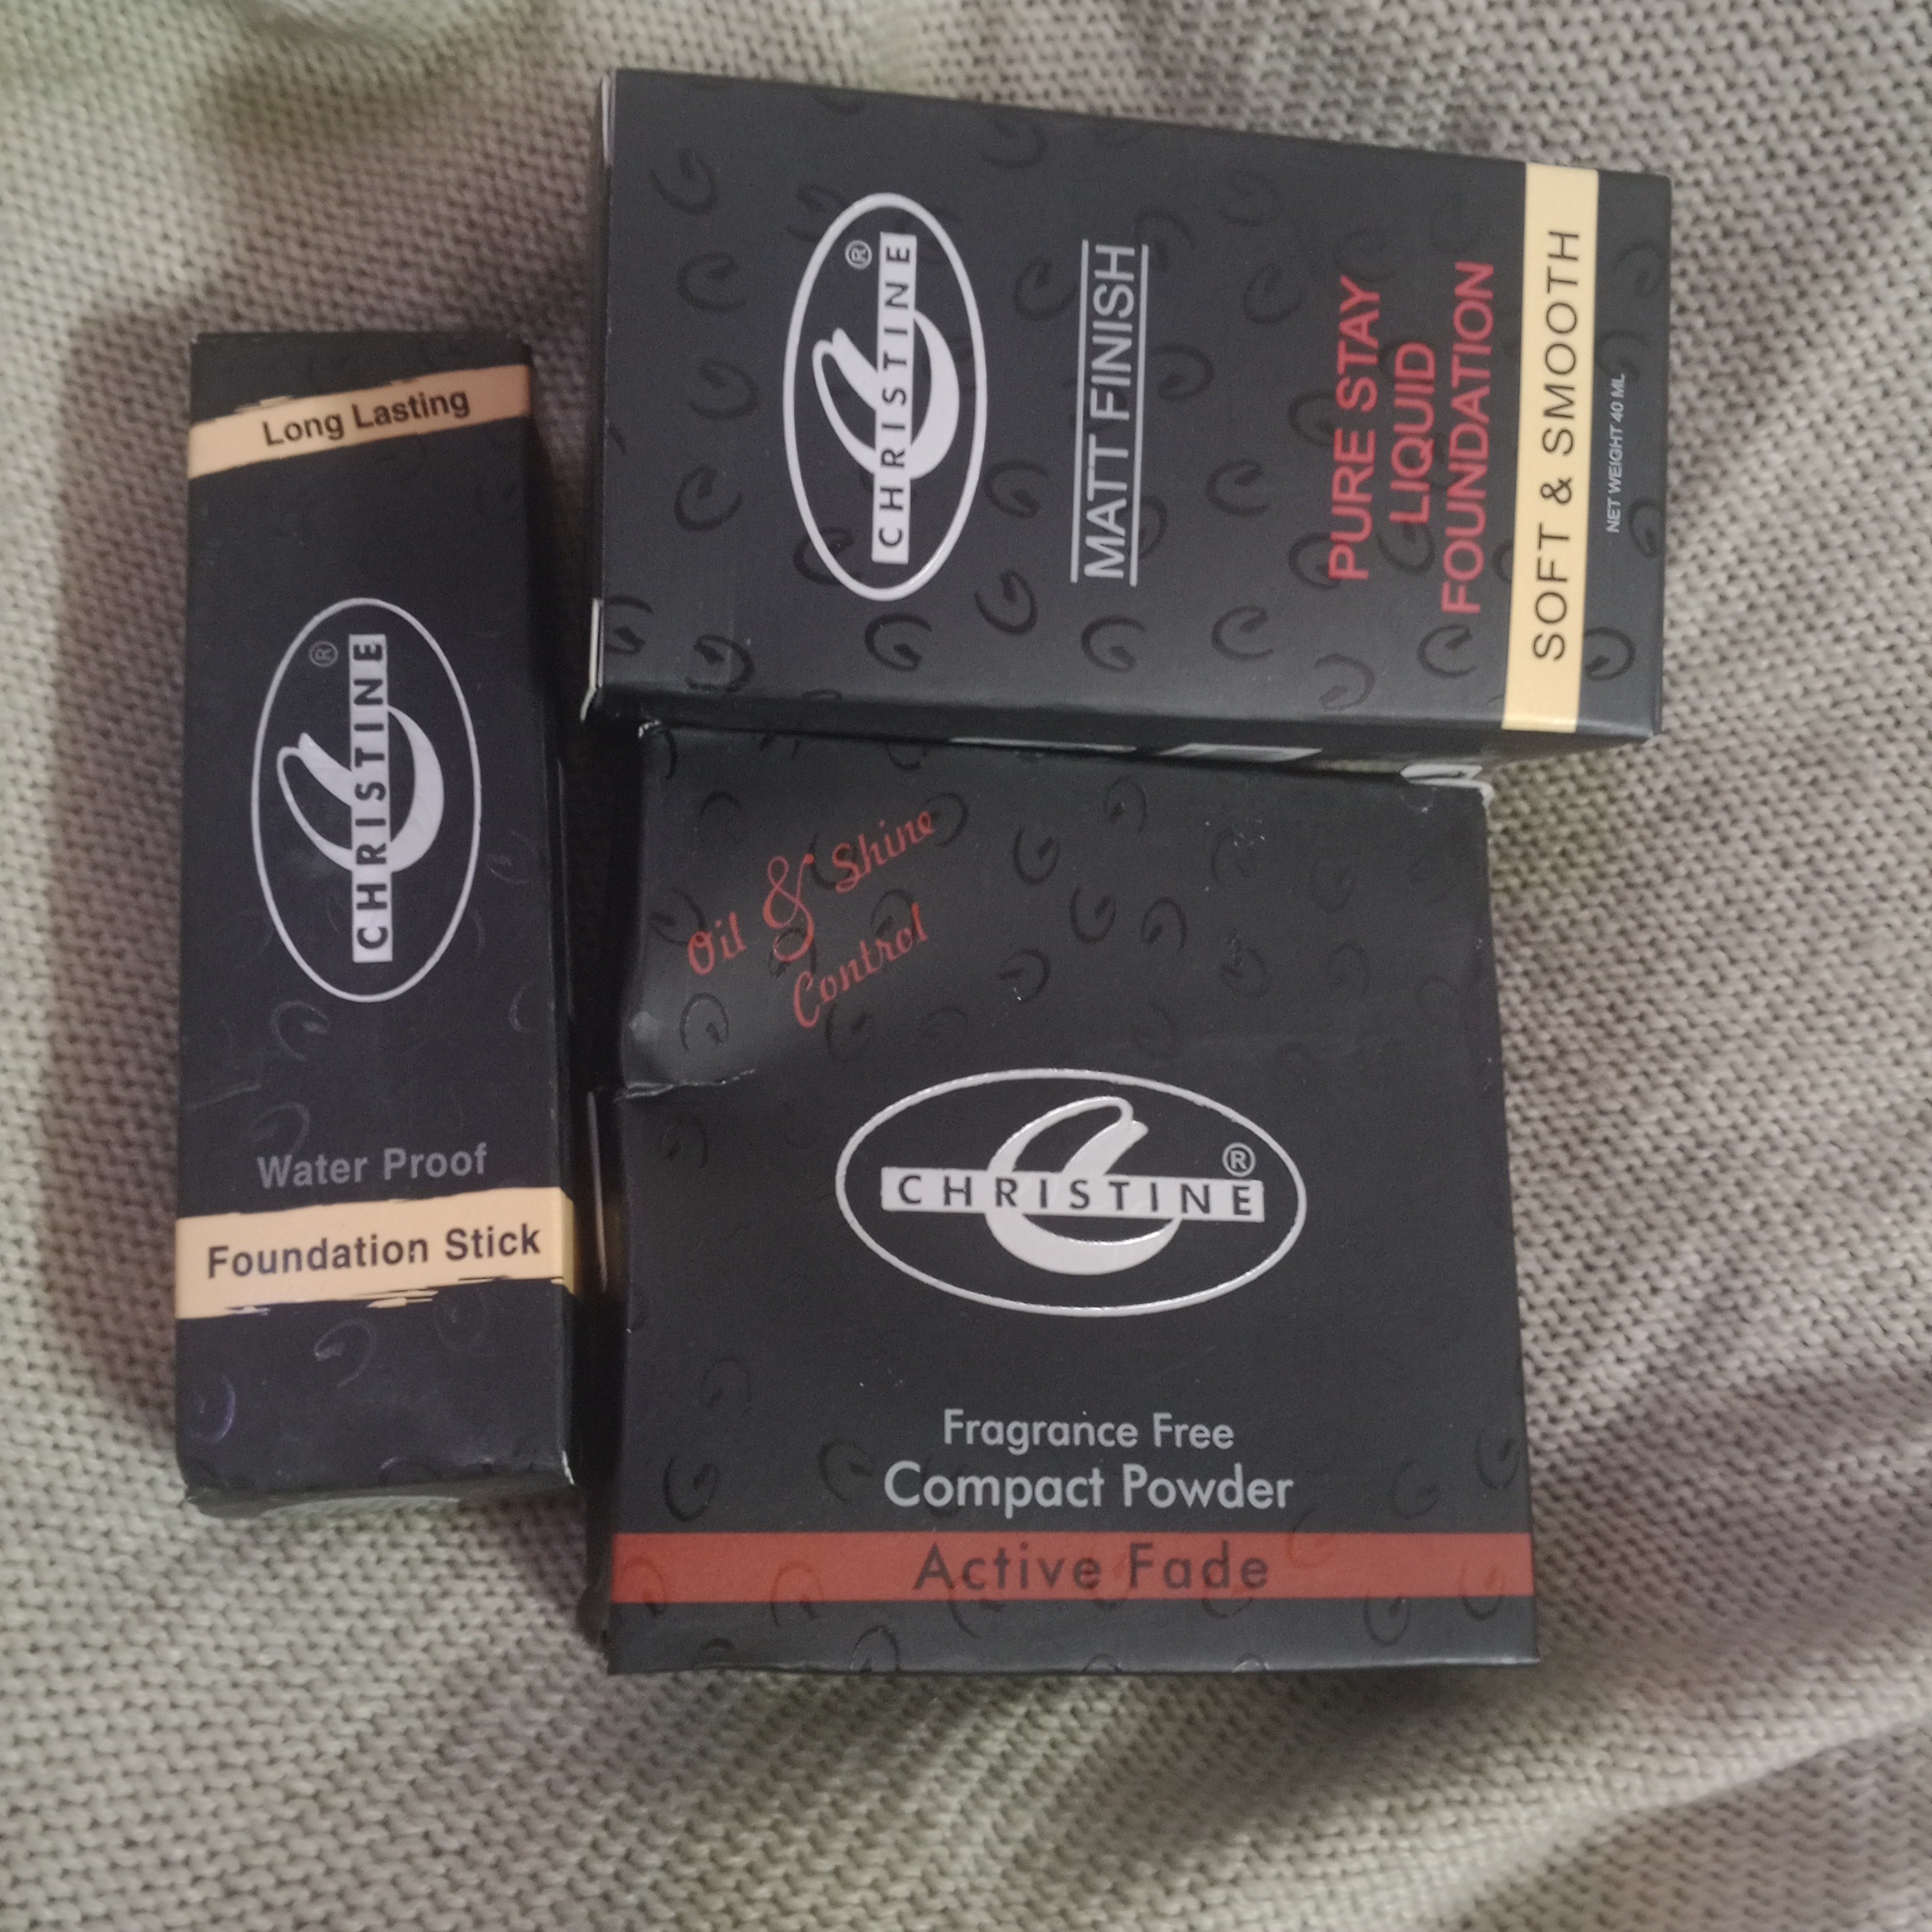 Long Lasting
CHRISTINE
®
Water Proof
Foundation Stick
CHRISTINE
®
MATT FINISH
PURE STAY
LIQUID
FOUNDATION
SOFT & SMOOTH
NET WEIGHT 40 ML
Oil & Shine
Control
CHRISTINE
®
Fragrance Free
Compact Powder
Active Fade